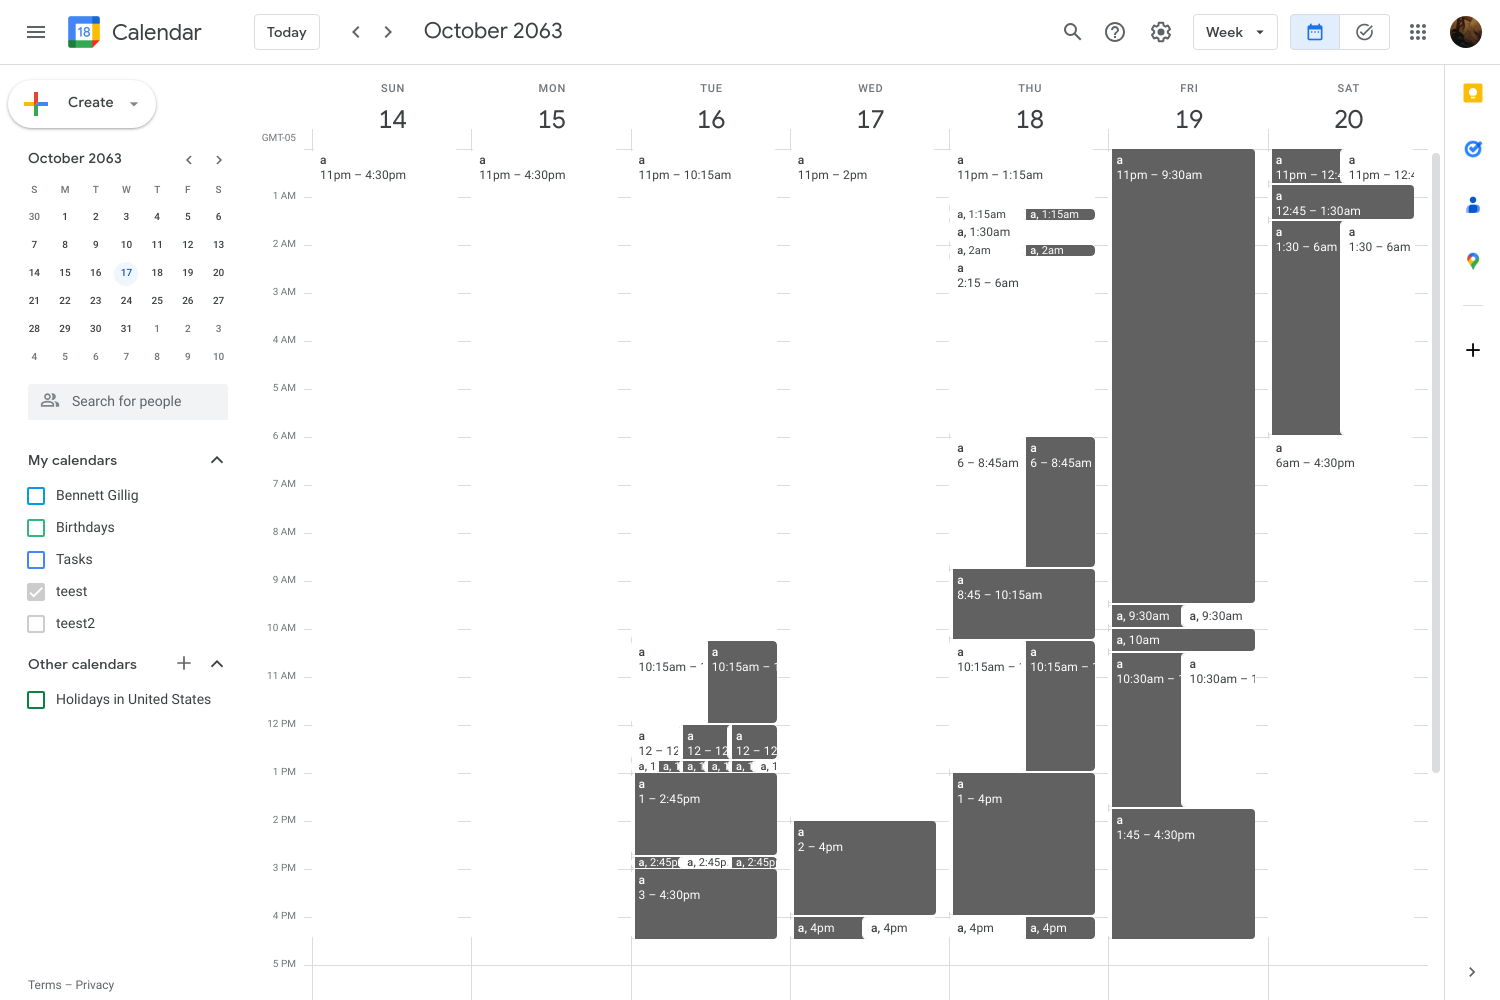 18
Calendar
Today
October 2063
Week
Create
October 2063
S M T W T F S
30 1 2 3 4 5 6
7 8 9 10 11 12 13
14 15 16 17 18 19 20
21 22 23 24 25 26 27
28 29 30 31 1 2 3
4 5 6 7 8 9 10
Search for people
My calendars
Bennett Gillig
Birthdays
Tasks
teest
teest2
Other calendars
Holidays in United States
Terms – Privacy
GMT-05
1 AM
2 AM
3 AM
4 AM
5 AM
6 AM
7 AM
8 AM
9 AM
10 AM
11 AM
12 PM
1 PM
2 PM
3 PM
4 PM
5 PM
SUN
14
a
11pm – 4:30pm
MON
15
a
11pm – 4:30pm
TUE
16
a
11pm – 10:15am
a
10:15am –
a
10:15am – 1
a
12 – 12
a
12 – 12
a
12 – 12
a, 1
a, 1
a, 1
a, 1
a, 1
a, 1
a
1 – 2:45pm
a, 2:45p
a, 2:45p
a, 2:45p
a
3 – 4:30pm
WED
17
a
11pm – 2pm
a
2 – 4pm
a, 4pm
a, 4pm
THU
18
a
11pm – 1:15am
a, 1:15am
a, 1:15am
a, 1:30am
a, 2am
a, 2am
a
2:15 – 6am
a
6 – 8:45am
a
6 – 8:45am
a
8:45 – 10:15am
a
10:15am –
a
10:15am –
a
1 – 4pm
a, 4pm
a, 4pm
FRI
19
a
11pm – 9:30am
a, 9:30am
a, 9:30am
a, 10am
a
10:30am –
a
10:30am – 1
a
1:45 – 4:30pm
SAT
20
a
11pm – 12:4
a
11pm – 12:4
a
12:45 – 1:30am
a
1:30 – 6am
a
1:30 – 6am
a
6am – 4:30pm